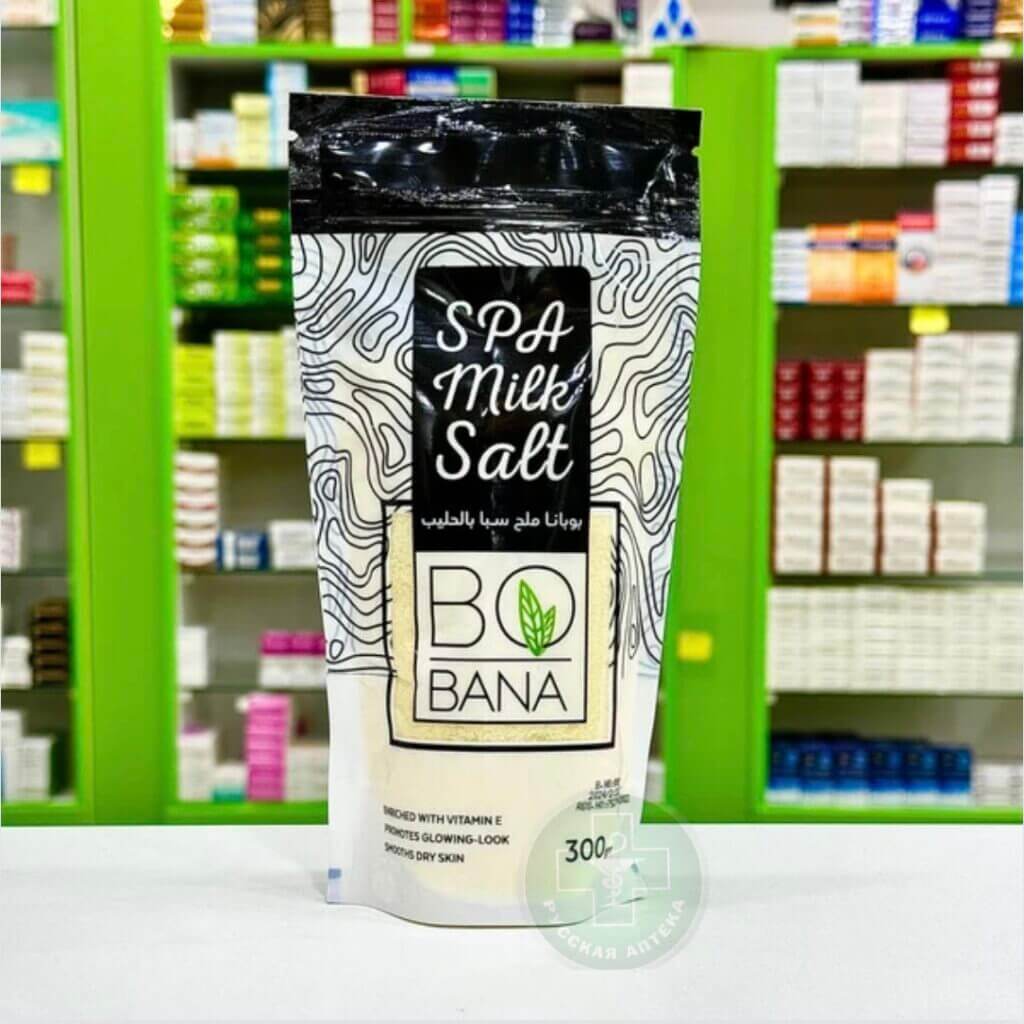 SPA
Milk
Salt
بوبانا ملح سبا بالحليب
BO
BANA
ENRICHED WITH VITAMIN E
PROMOTES GLOWING-LOOK
SMOOTHS DRY SKIN
300
РУССКАЯ АПТЕКА